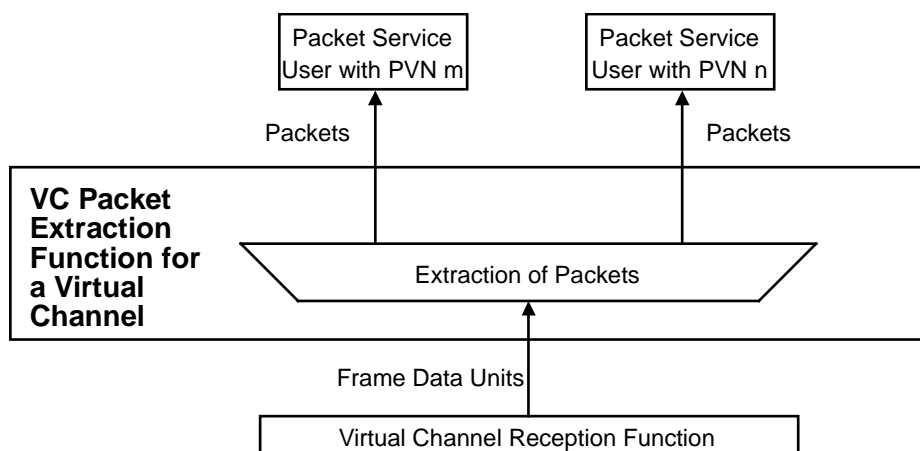 Packet Service
User with PVN m
Packet Service
User with PVN n
Packets
Packets
VC Packet
Extraction
Function for
a Virtual
Channel
Extraction of Packets
Frame Data Units
Virtual Channel Reception Function